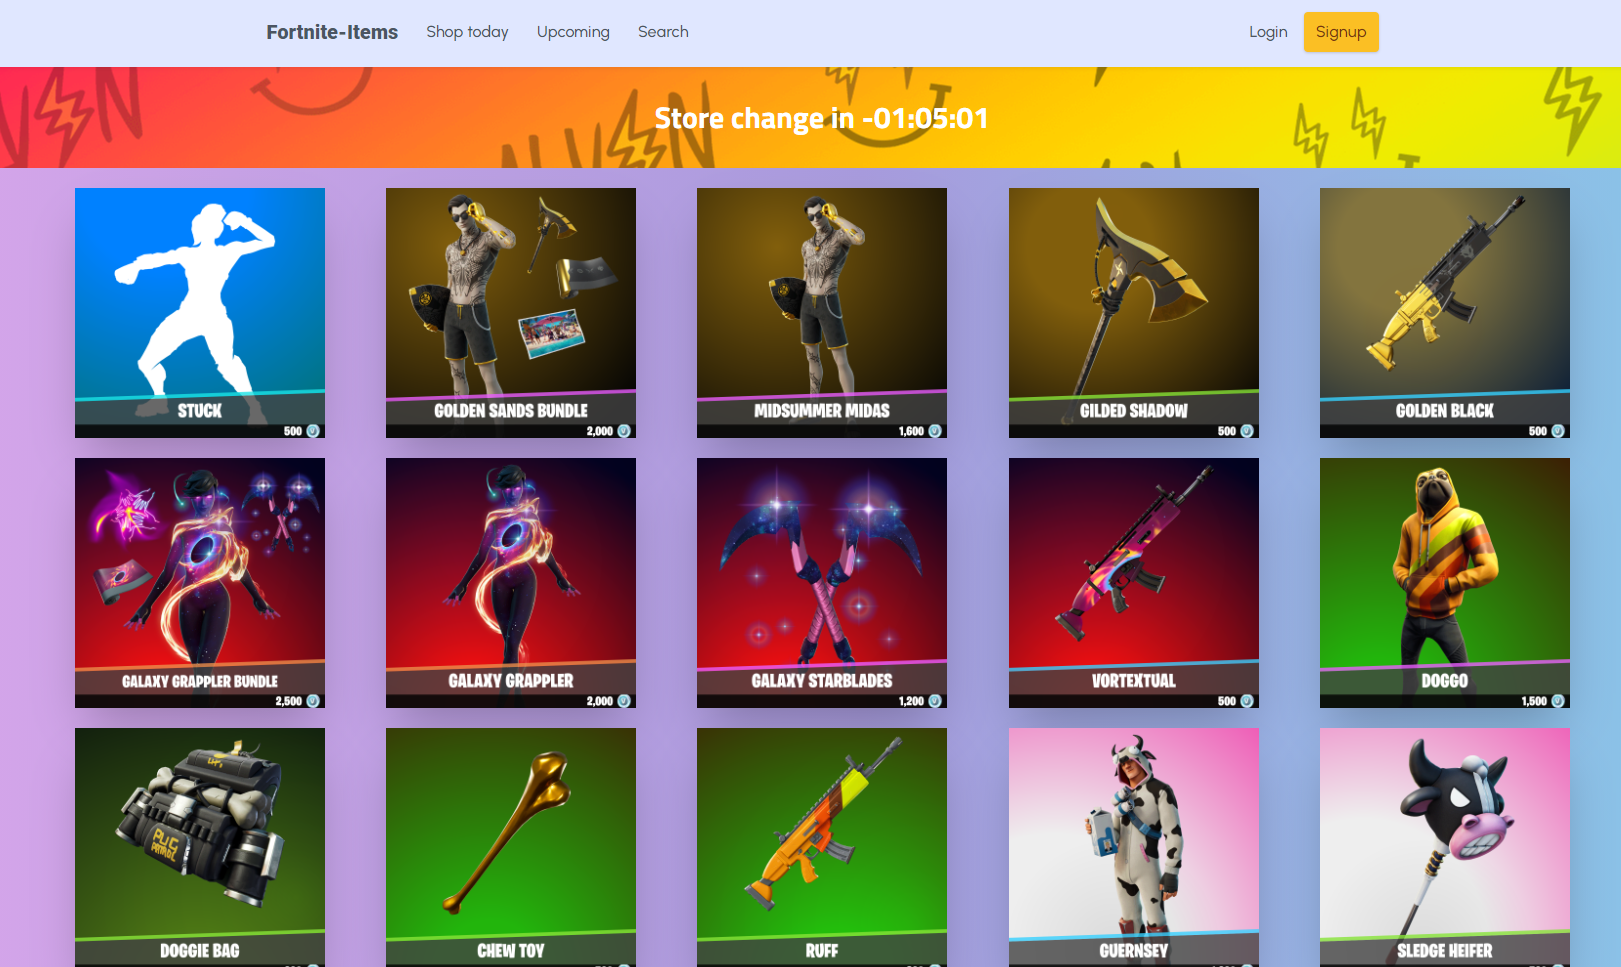 Fortnite-Items Shop today Upcoming Search Login Signup
Store change in -01:05:01
STUCK
500
GOLDEN SANDS BUNDLE
2,000
MIDSUMMER MIDAS
1,600
GILDED SHADOW
500
GOLDEN BLACK
500
GALAXY GRAPPLER BUNDLE
2,500
GALAXY GRAPPLER
2,000
GALAXY STARBLADES
1,200
VORTEXTUAL
500
DOGGO
1,500
PUG
PATROL
DOGGIE BAG
CHEW TOY
RUFF
GUERNSEY
SLEDGE HEIFER